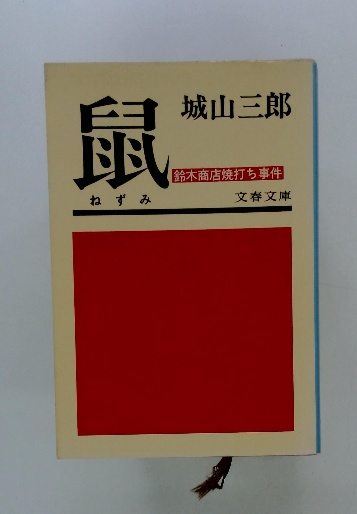 鼠
ねずみ
城山三郎
鈴木商店焼打ち事件
文春文庫